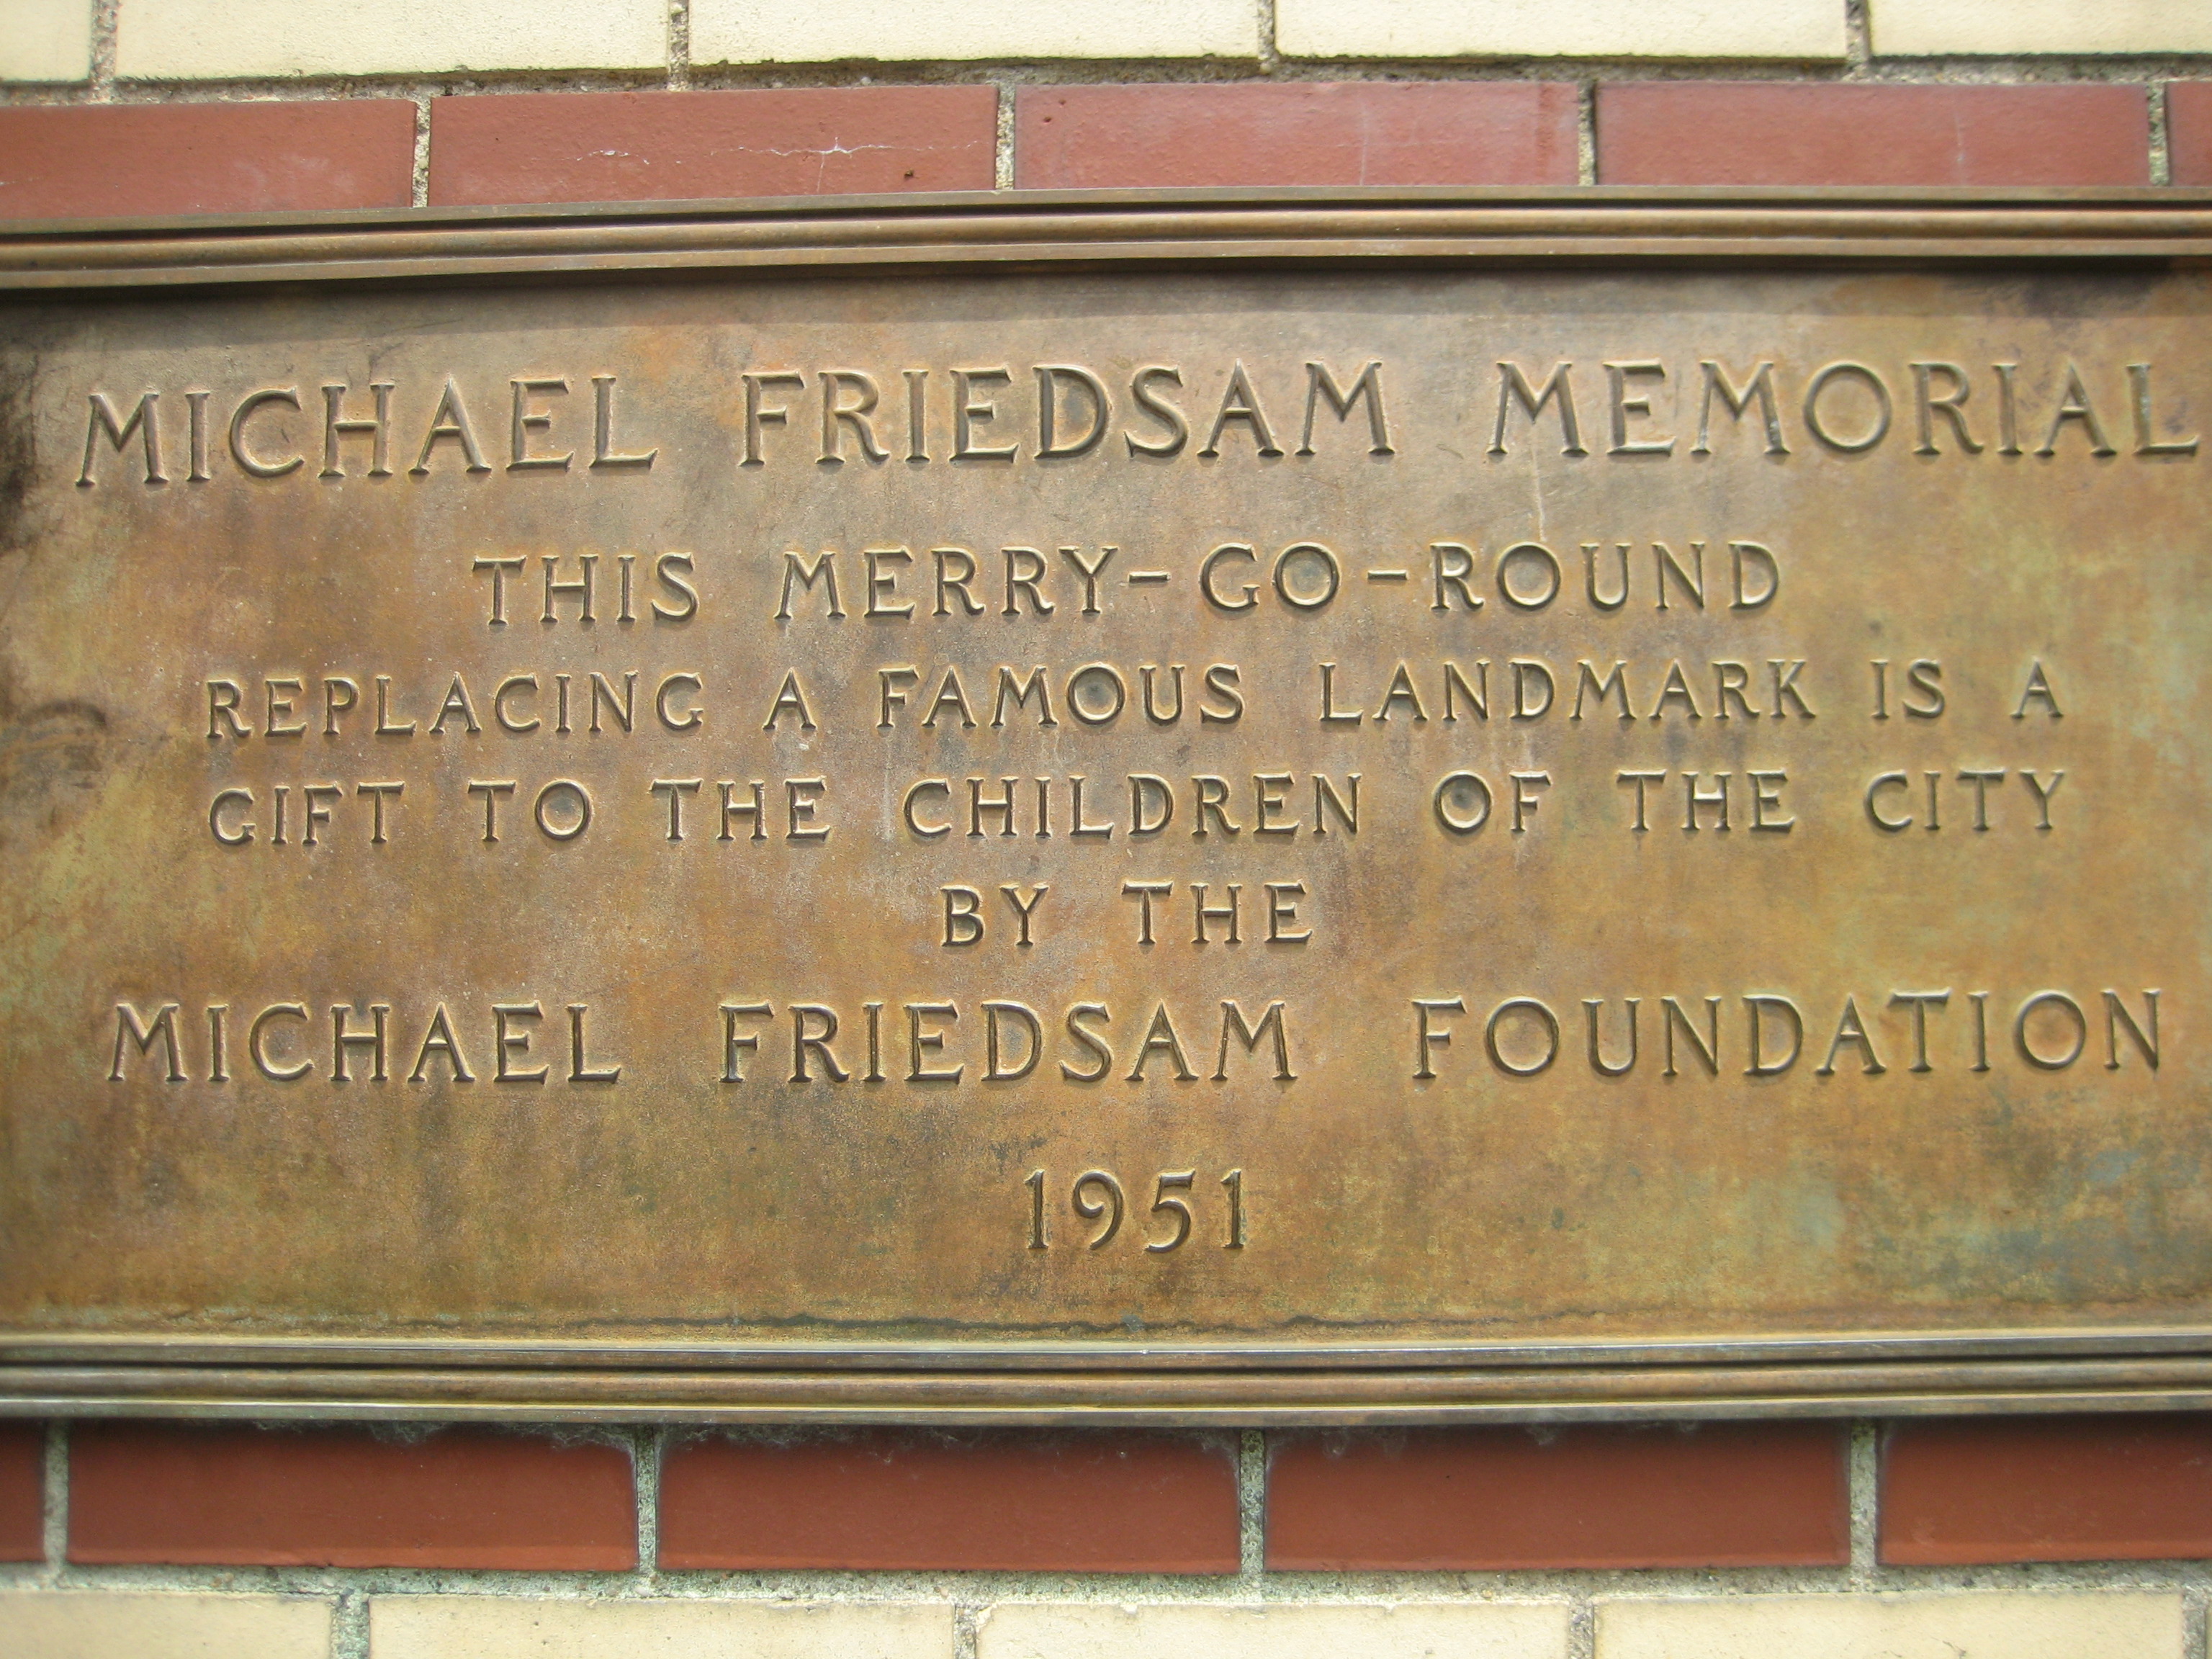 MICHAEL FRIEDSAM MEMORIAL
THIS MERRY-GO-ROUND
REPLACING A FAMOUS LANDMARK IS A
GIFT TO THE CHILDREN OF THE CITY
BY THE
MICHAEL FRIEDSAM FOUNDATION
1951